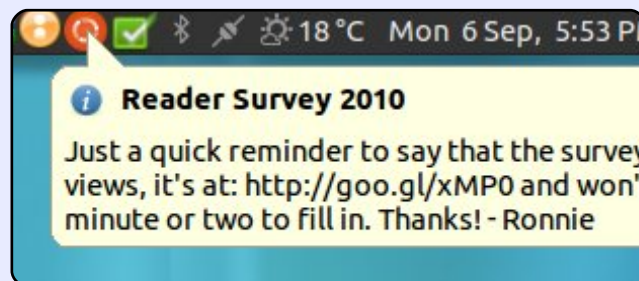 18 °C Mon 6 Sep, 5:53 PM
Reader Survey 2010
Just a quick reminder to say that the survey
views, it's at: http://goo.gl/xMP0 and won'
minute or two to fill in. Thanks! - Ronnie